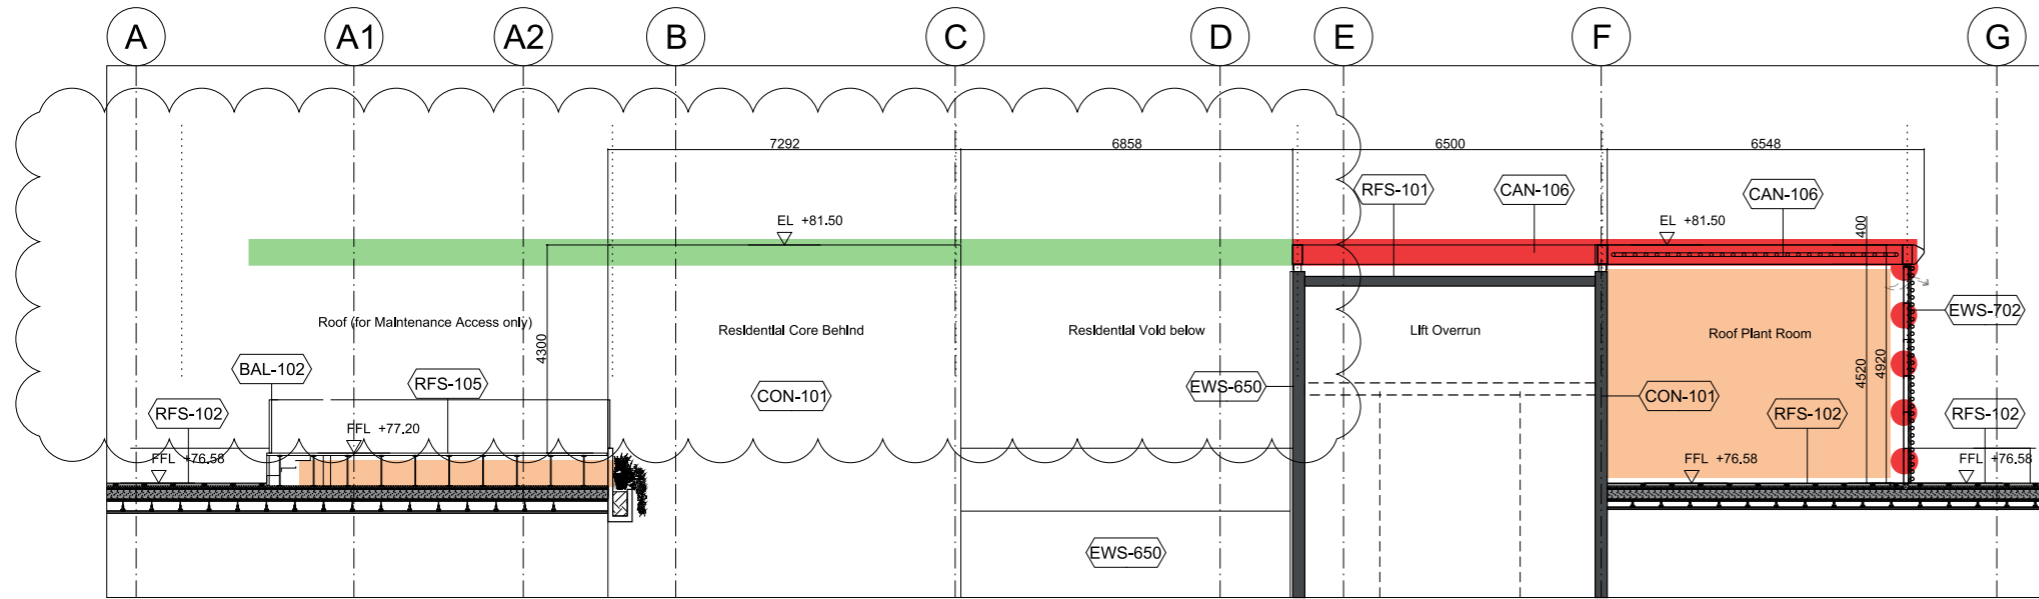 A A1 A2 B C D E F G
7292 6858 6500 6548
RFS-101 CAN-106 CAN-106
EL +81.50 EL +81.50 400
Roof (for Maintenance Access only) Residential Core Behind Residential Void below Lift Overrun Roof Plant Room EWS-702
4300 4520 4920
BAL-102 RFS-105 CON-101 EWS-650 CON-101
RFS-102 RFS-102 RFS-102
FFL +77.20
FFL +76.58 FFL +76.58 FFL +76.58
EWS-650